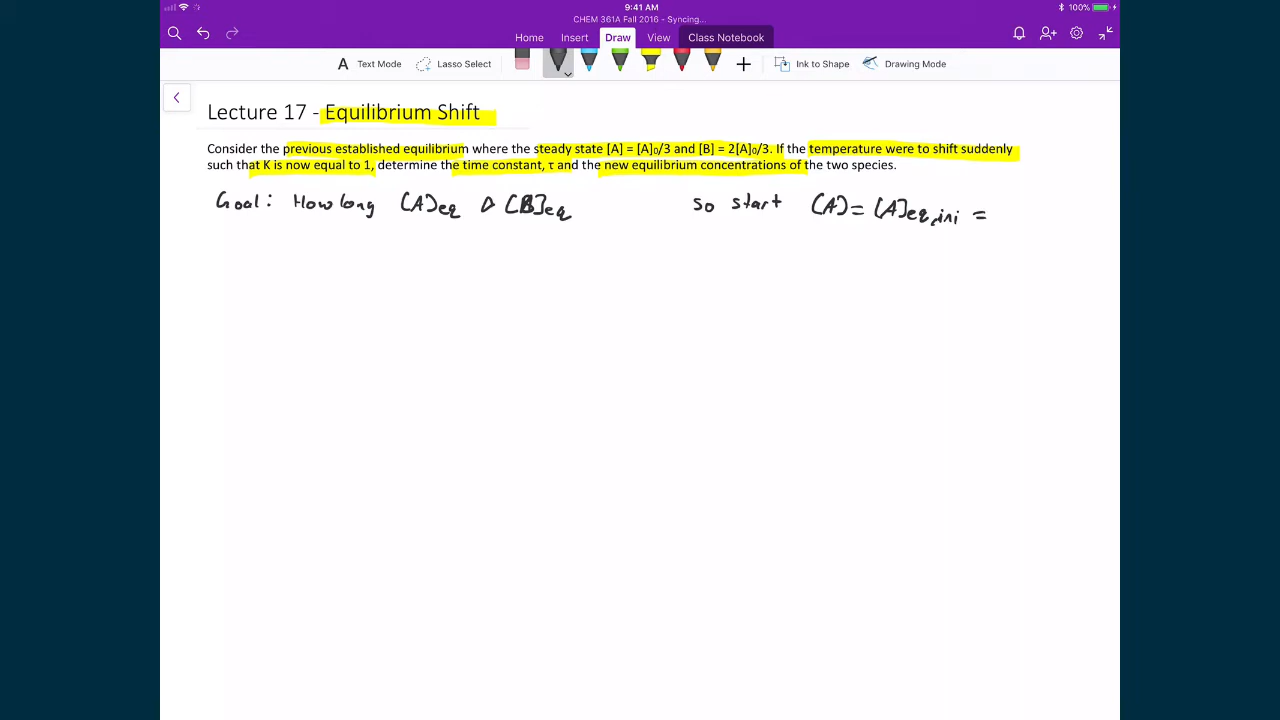 9:41 AM
100%
CHEM 361A Fall 2016 - Syncing...
Home Insert Draw View Class Notebook
A Text Mode Lasso Select Ink to Shape Drawing Mode
Lecture 17 - Equilibrium Shift
Consider the previous established equilibrium where the steady state [A] = [A]₀/3 and [B] = 2[A]₀/3. If the temperature were to shift suddenly
such that K is now equal to 1, determine the time constant, τ and the new equilibrium concentrations of the two species.
Goal: How long [A]eq [B]eq so start [A] = [A]eq,ini =